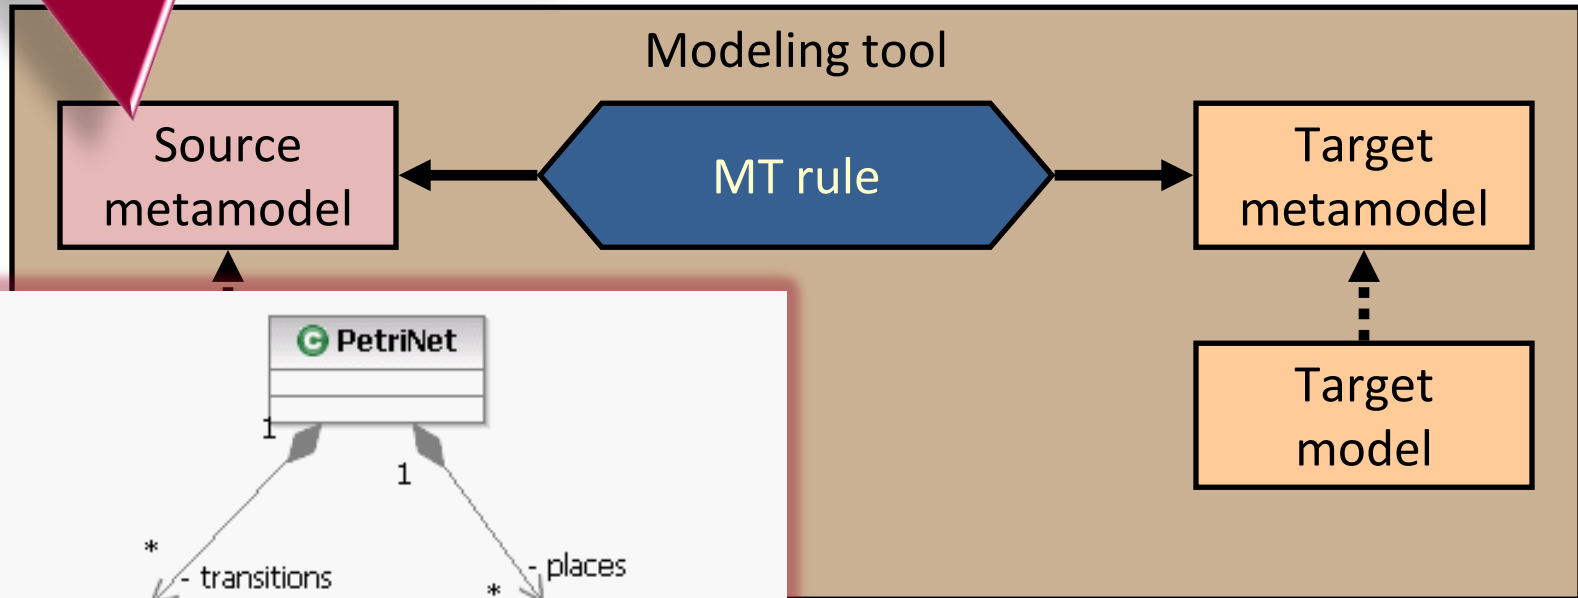 Modeling tool
Source
metamodel
MT rule
Target
metamodel
C PetriNet
1
1
*
- transitions
*
- places
Target
model